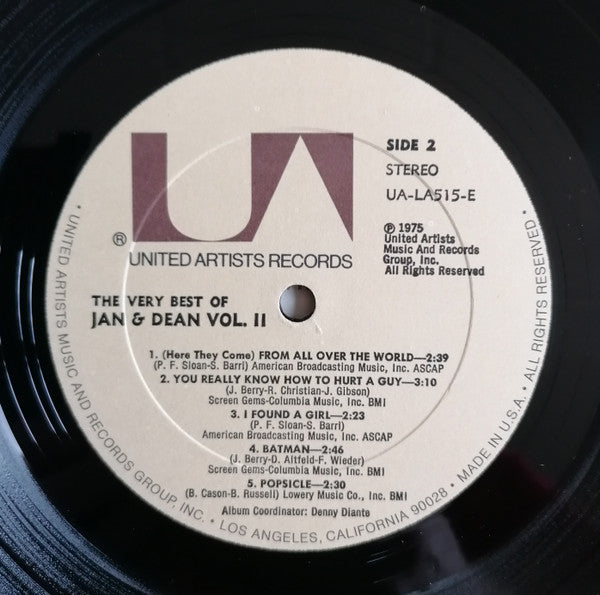 UA
®
UNITED ARTISTS RECORDS
SIDE 2
STEREO
UA-LA515-E
℗ 1975
United Artists
Music And Records
Group, Inc.
All Rights Reserved
THE VERY BEST OF
JAN & DEAN VOL. II
1. (Here They Come) FROM ALL OVER THE WORLD—2:39
(P. F. Sloan-S. Barri) American Broadcasting Music, Inc. ASCAP
2. YOU REALLY KNOW HOW TO HURT A GUY—3:10
(J. Berry-R. Christian-J. Gibson)
Screen Gems-Columbia Music, Inc. BMI
3. I FOUND A GIRL—2:23
(P. F. Sloan-S. Barri)
American Broadcasting Music, Inc. ASCAP
4. BATMAN—2:46
(J. Berry-D. Altfeld-F. Wieder)
Screen Gems-Columbia Music, Inc. BMI
5. POPSICLE—2:30
(B. Cason-B. Russell) Lowery Music Co., Inc. BMI
Album Coordinator: Denny Diante
• UNITED ARTISTS MUSIC AND RECORDS GROUP, INC. • LOS ANGELES, CALIFORNIA 90028 • MADE IN U.S.A. • ALL RIGHTS RESERVED •